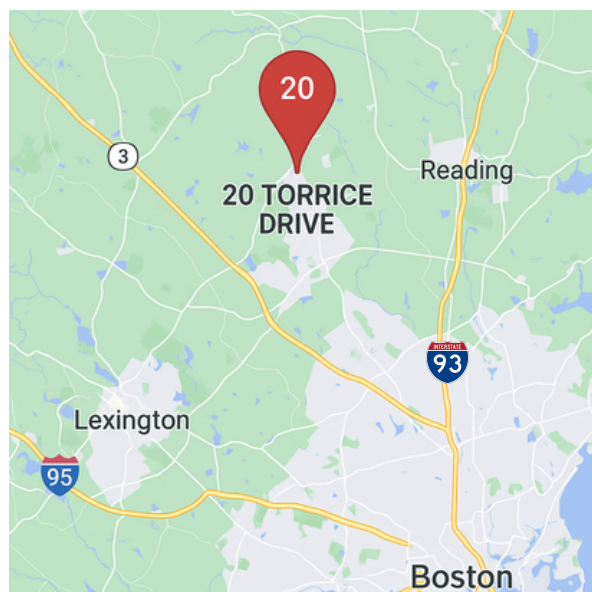 20
3
20 TORRICE
DRIVE
Reading
INTERSTATE
93
Lexington
95
Boston